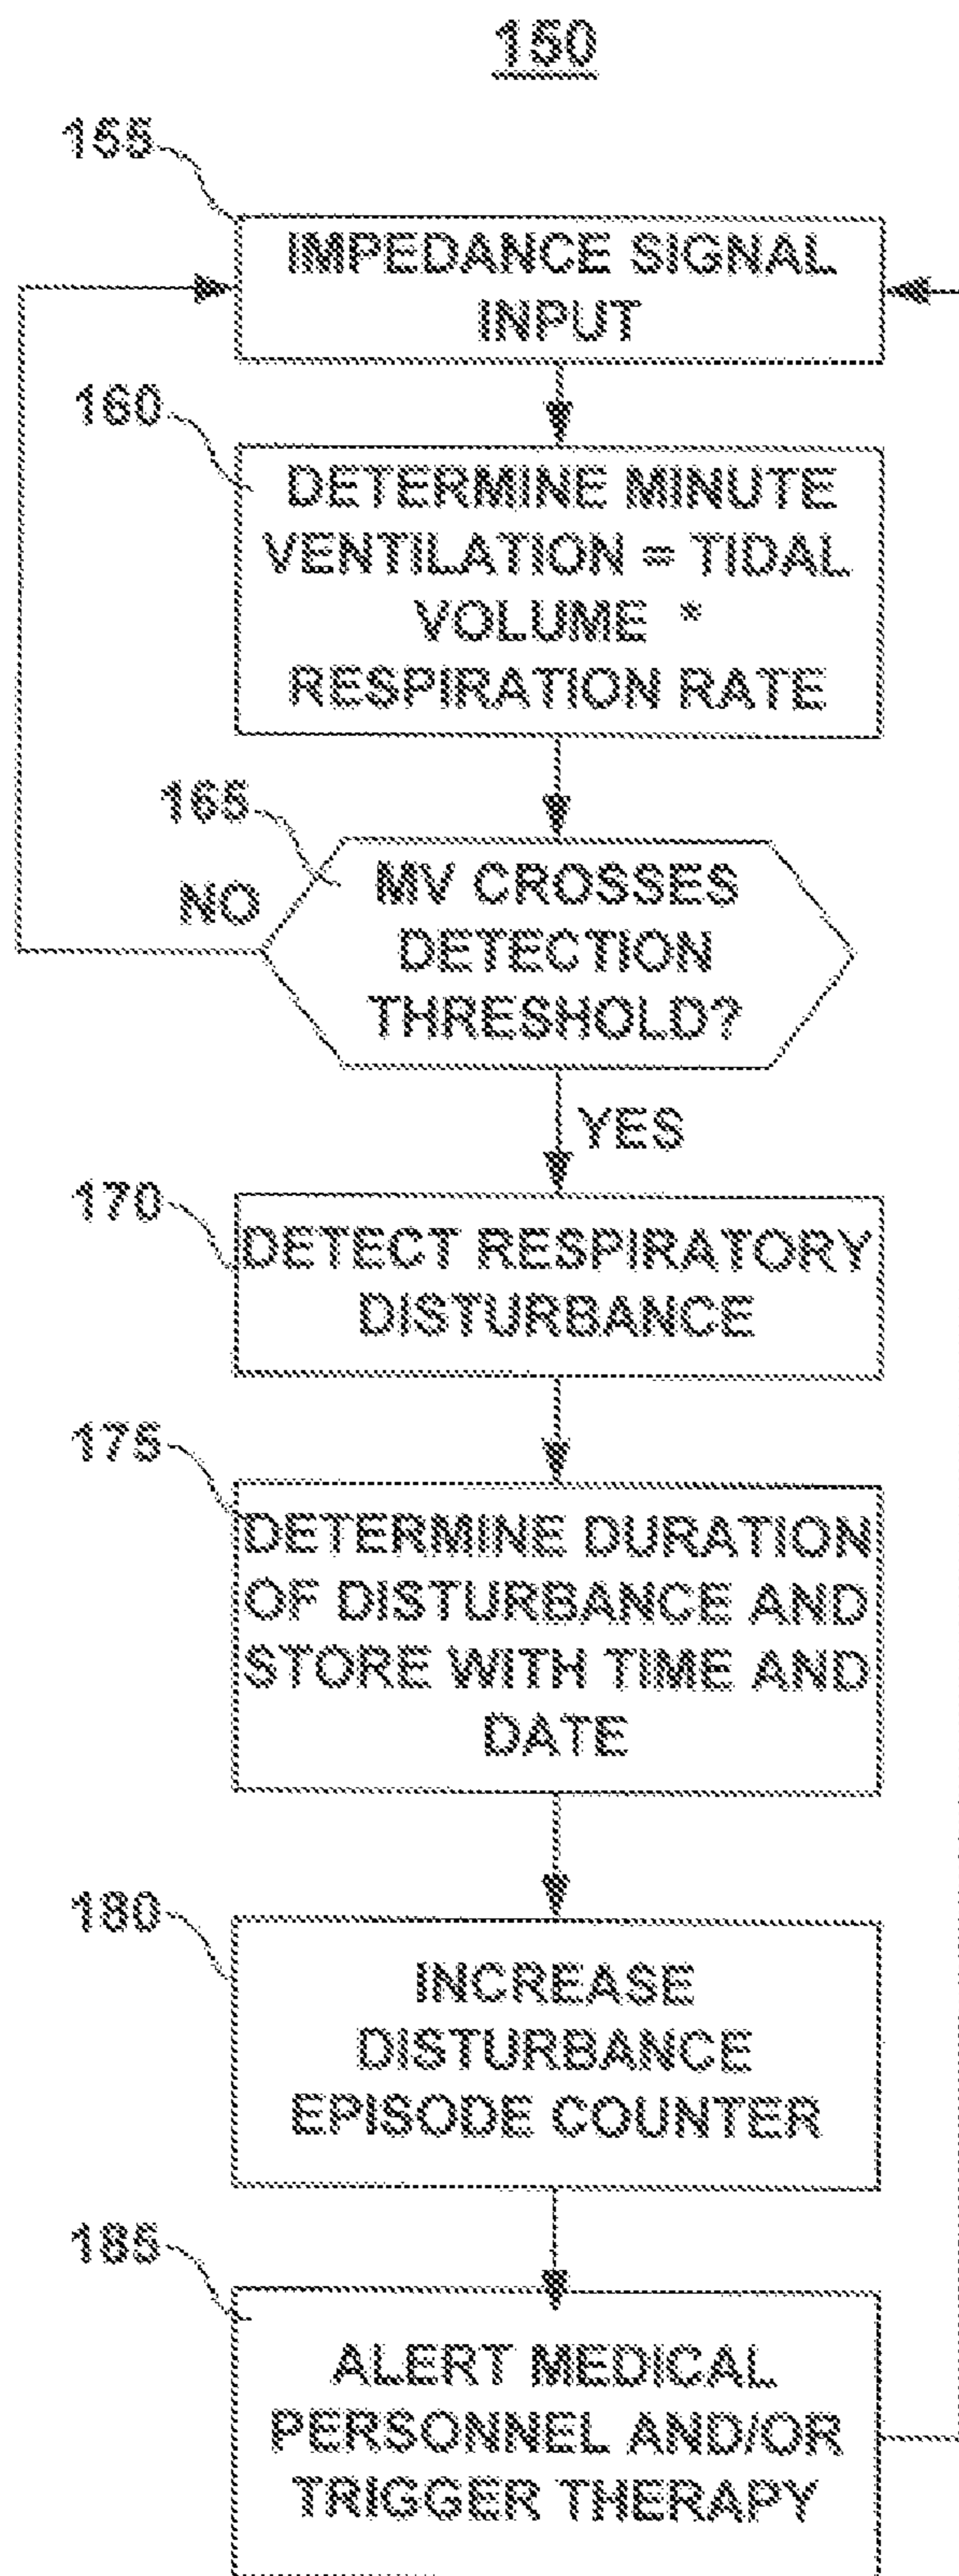 150
155
IMPEDANCE SIGNAL
INPUT
160
DETERMINE MINUTE
VENTILATION = TIDAL
VOLUME *
RESPIRATION RATE
165
NO
MV CROSSES
DETECTION
THRESHOLD?
YES
170
DETECT RESPIRATORY
DISTURBANCE
175
DETERMINE DURATION
OF DISTURBANCE AND
STORE WITH TIME AND
DATE
180
INCREASE
DISTURBANCE
EPISODE COUNTER
185
ALERT MEDICAL
PERSONNEL AND/OR
TRIGGER THERAPY